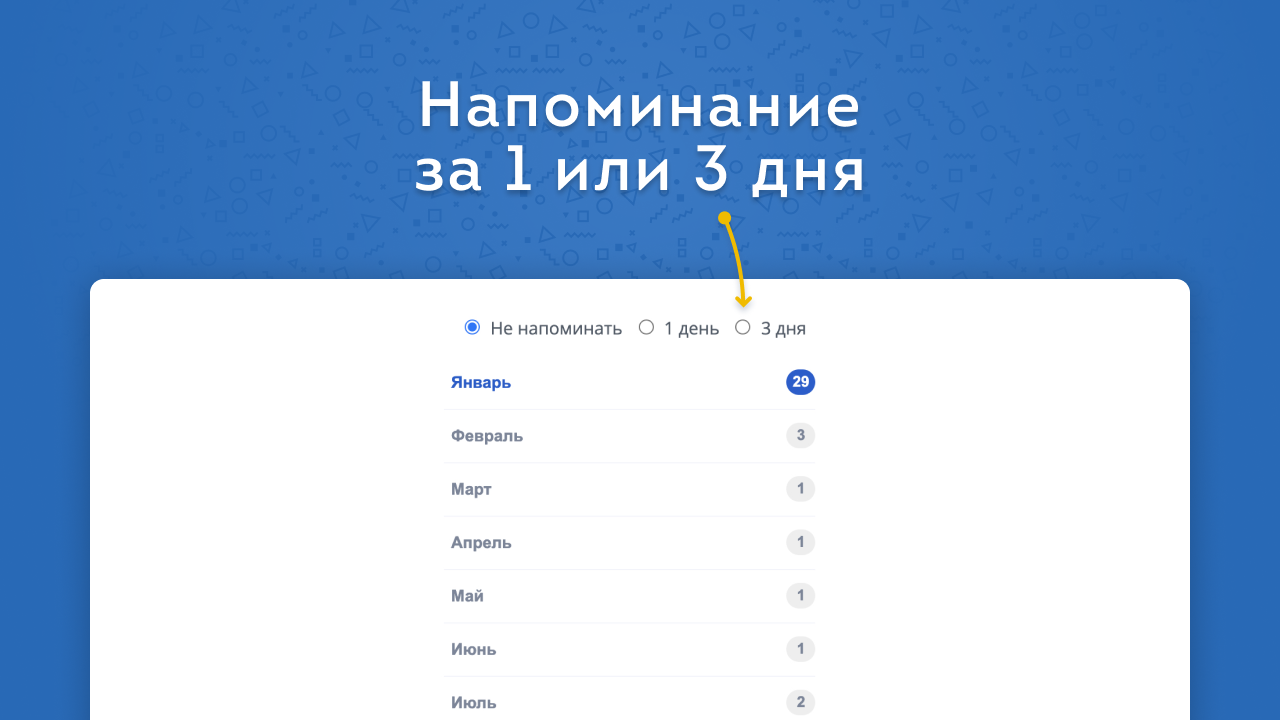 Напоминание
за 1 или 3 дня
Не напоминать 1 день 3 дня
Январь 29
Февраль 3
Март 1
Апрель 1
Май 1
Июнь 1
Июль 2